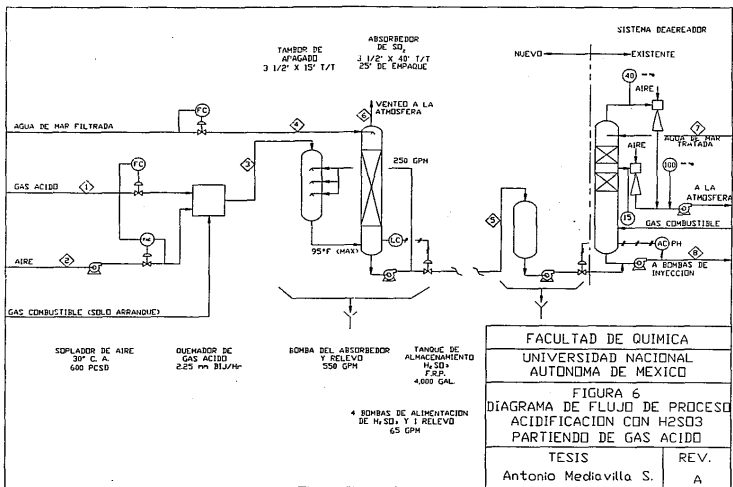 SISTEMA DEAEREADOR
NUEVO
EXISTENTE
TAMBOR DE
APAGADO
3 1/2' X 15' T/T
ABSORBEDOR
DE SO₂
3 1/2' X 40' T/T
25' DE EMPAQUE
40
AIRE
VENTEO A LA
ATMOSFERA
6
FC
4
AGUA DE MAR FILTRADA
7
AGUA DE MAR
TRATADA
3
250 GPM
AIRE
100
FC
GAS ACIDO
1
A LA
ATMOSFERA
5
15
GAS COMBUSTIBLE
LC
AC
PH
95°F (MAX)
AIRE
2
8
A BOMBAS DE
INYECCION
GAS COMBUSTIBLE (SOLO ARRANQUE)
SOPLADOR DE AIRE
30" C. A.
600 PCSD
QUEMADOR DE
GAS ACIDO
2.25 mm BIJ/Hr
BOMBA DEL ABSORBEDOR
Y RELEVO
550 GPM
TANQUE DE
ALMACENAMIENTO
H₂SO₃
F.R.P.
4,000 GAL.
4 BOMBAS DE ALIMENTACION
DE H₂SO₃ Y 1 RELEVO
65 GPM
FACULTAD DE QUIMICA
UNIVERSIDAD NACIONAL
AUTONOMA DE MEXICO
FIGURA 6
DIAGRAMA DE FLUJO DE PROCESO
ACIDIFICACION CON H2SO3
PARTIENDO DE GAS ACIDO
TESIS
Antonio Mediavilla S.
REV.
A